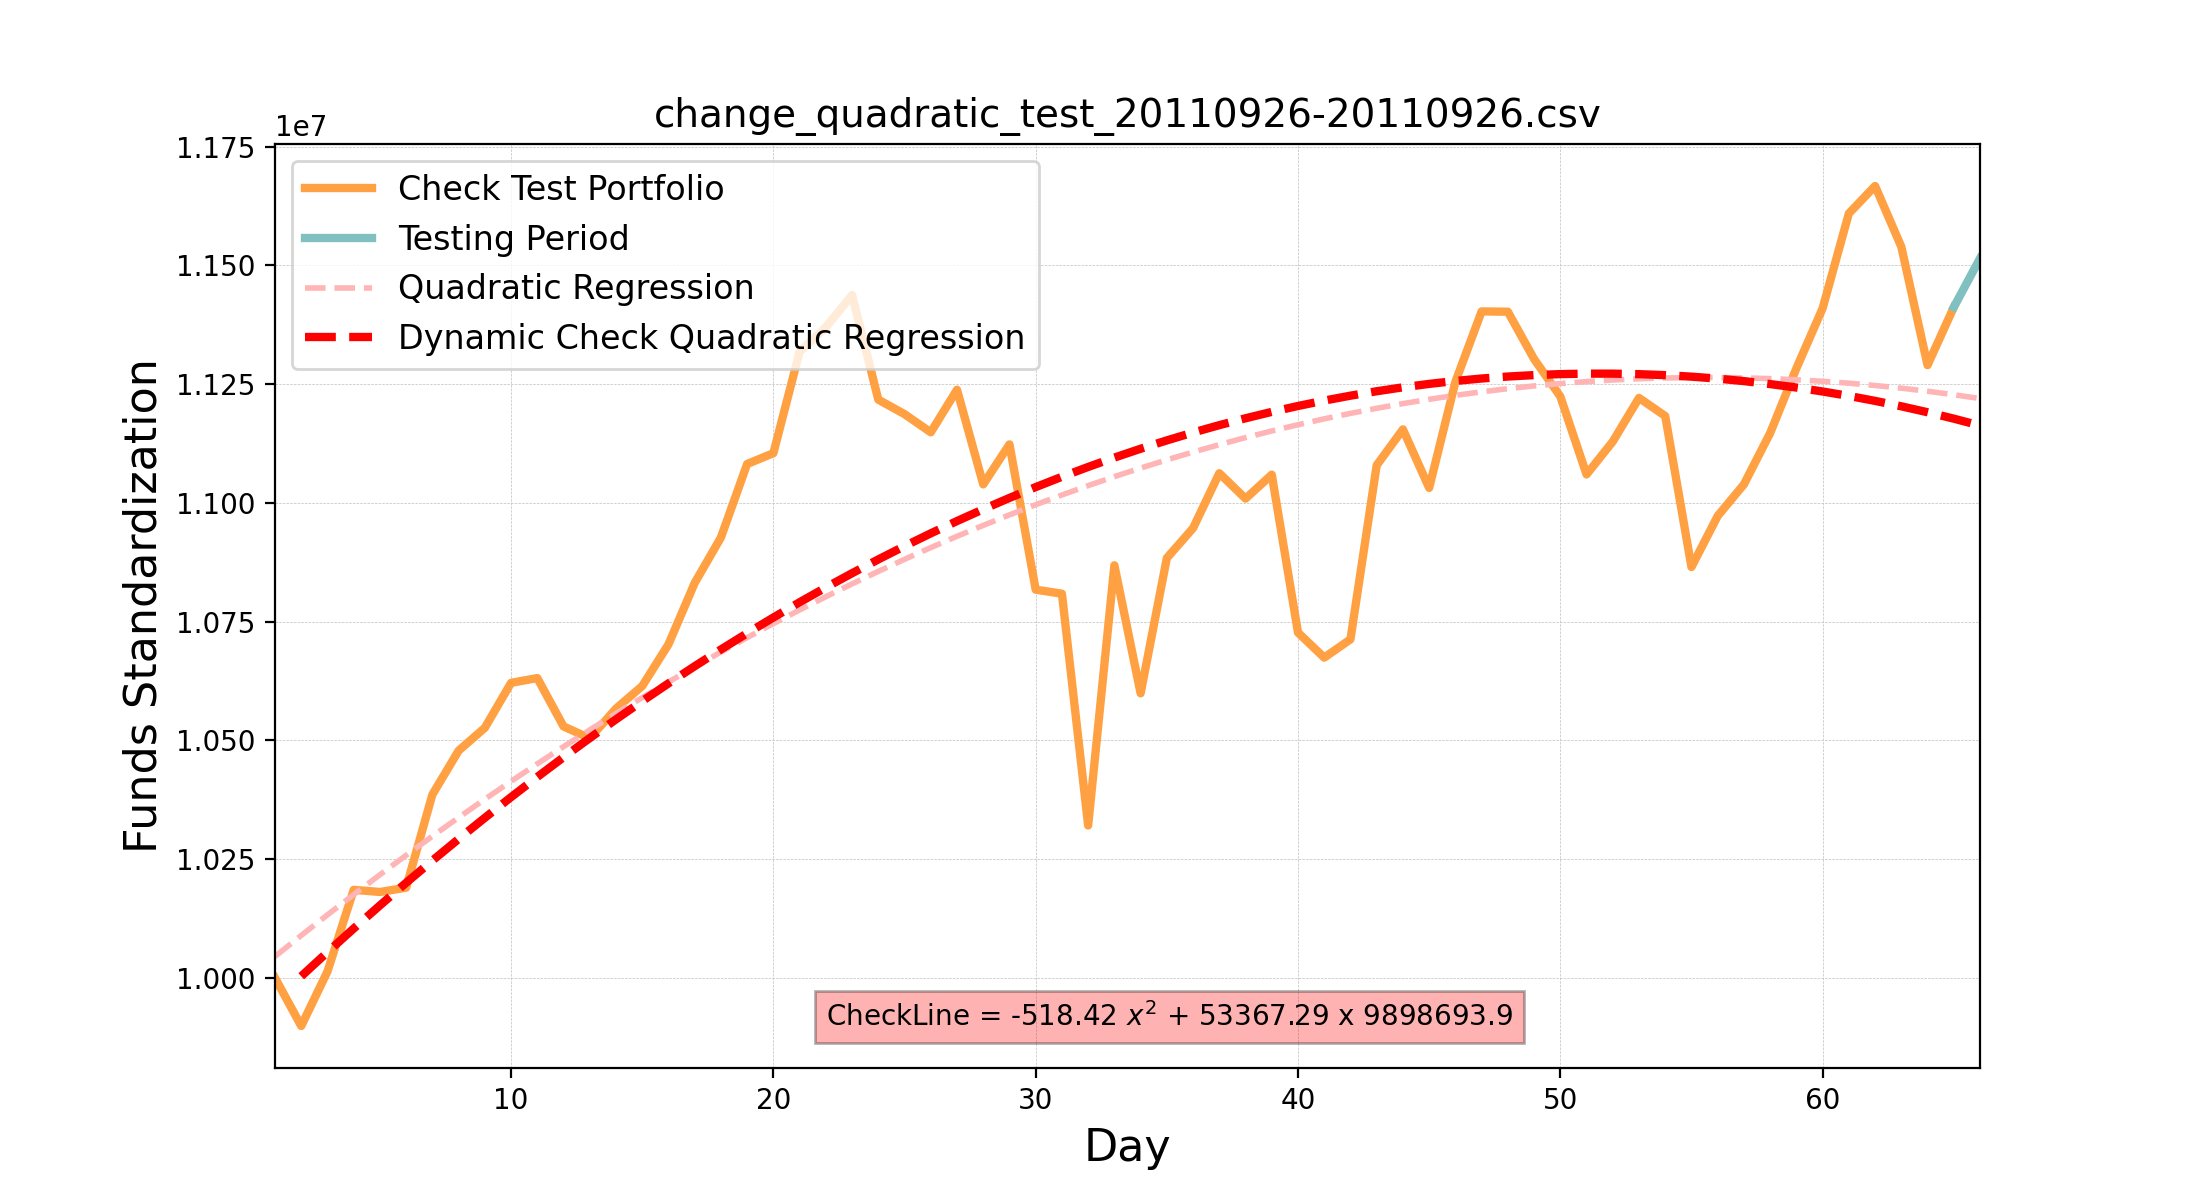 change_quadratic_test_20110926-20110926.csv
1e7
1.175
1.150
1.125
1.100
1.075
1.050
1.025
1.000
Funds Standardization
Check Test Portfolio
Testing Period
Quadratic Regression
Dynamic Check Quadratic Regression
CheckLine = -518.42 x² + 53367.29 x 9898693.9
10 20 30 40 50 60
Day